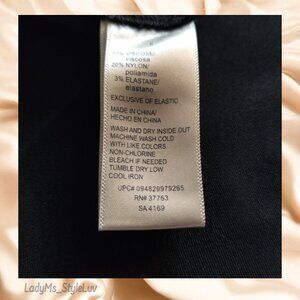 VISCOSE/
viscosa
20% NYLON/
poliamida
3% ELASTANE/
elastano
EXCLUSIVE OF ELASTIC
MADE IN CHINA/
HECHO EN CHINA
WASH AND DRY INSIDE OUT
MACHINE WASH COLD
WITH LIKE COLORS
NON-CHLORINE
BLEACH IF NEEDED
TUMBLE DRY LOW
COOL IRON
UPC# 094829979265
RN# 37763
SA 4169
LadyMs_StyleLuv